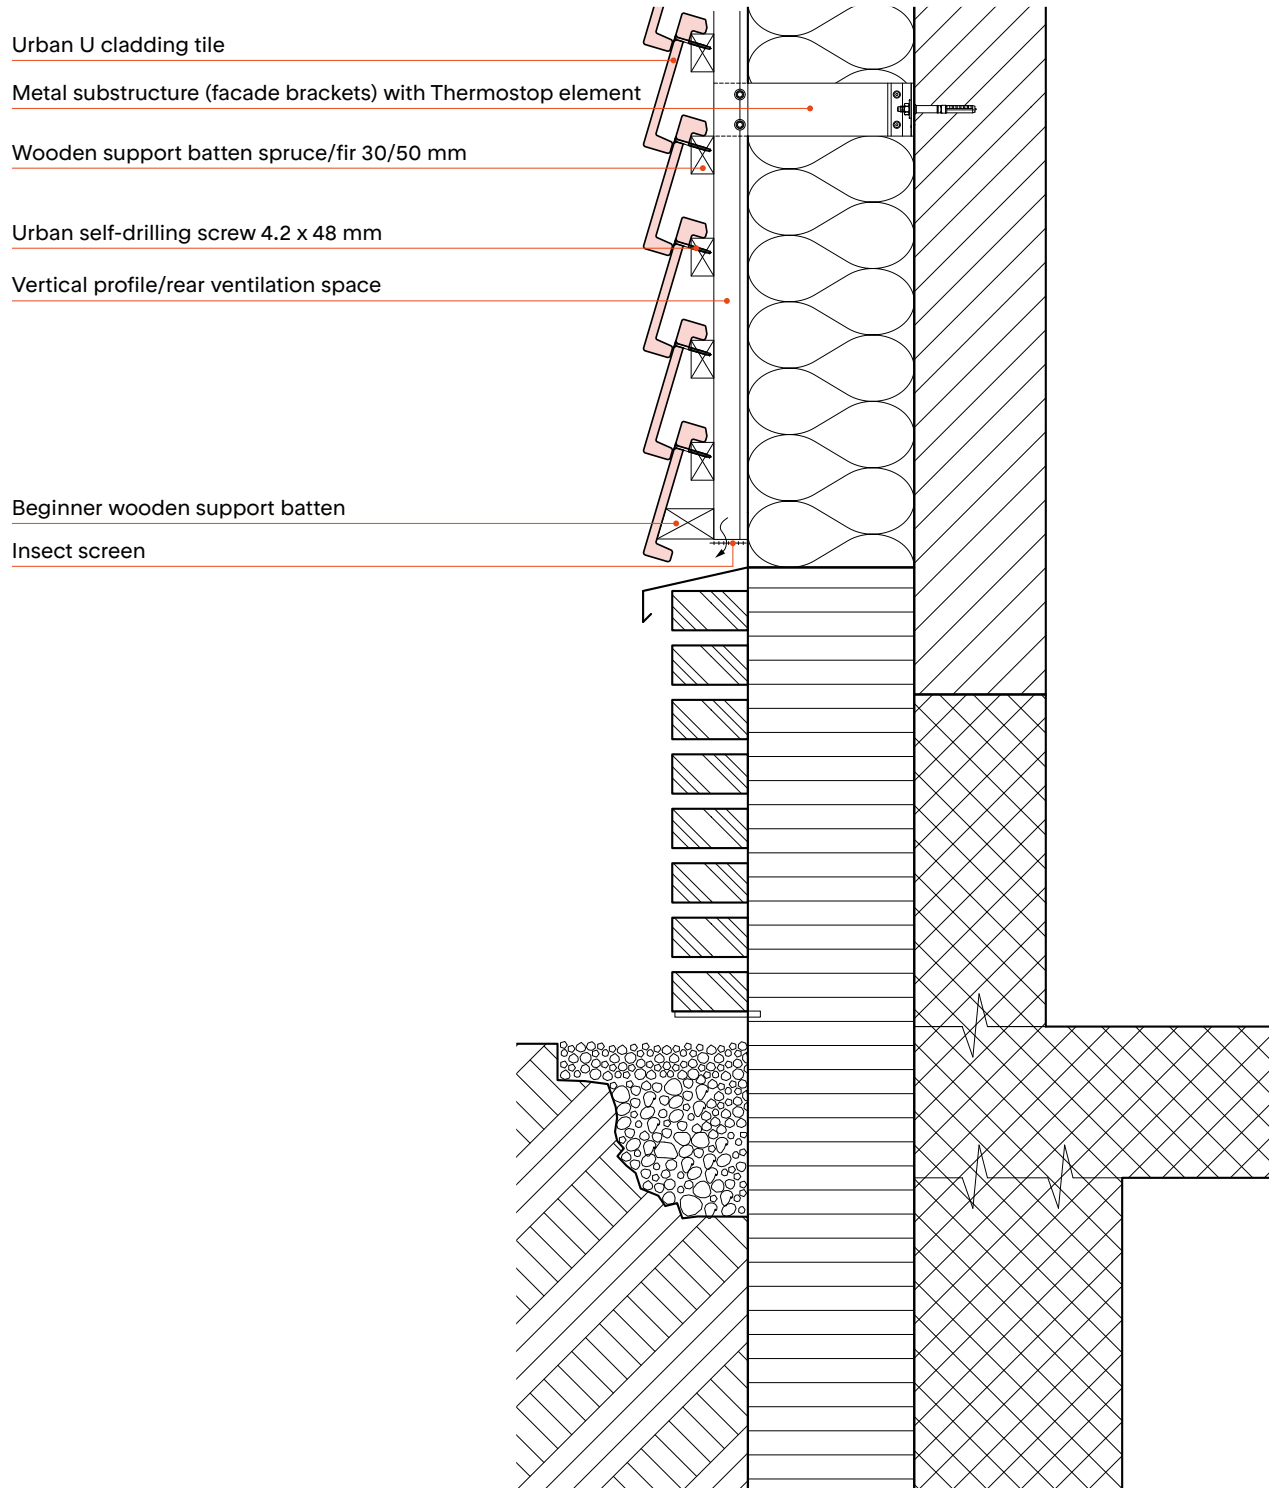 Urban U cladding tile
Metal substructure (facade brackets) with Thermostop element
Wooden support batten spruce/fir 30/50 mm
Urban self-drilling screw 4.2 x 48 mm
Vertical profile/rear ventilation space
Beginner wooden support batten
Insect screen